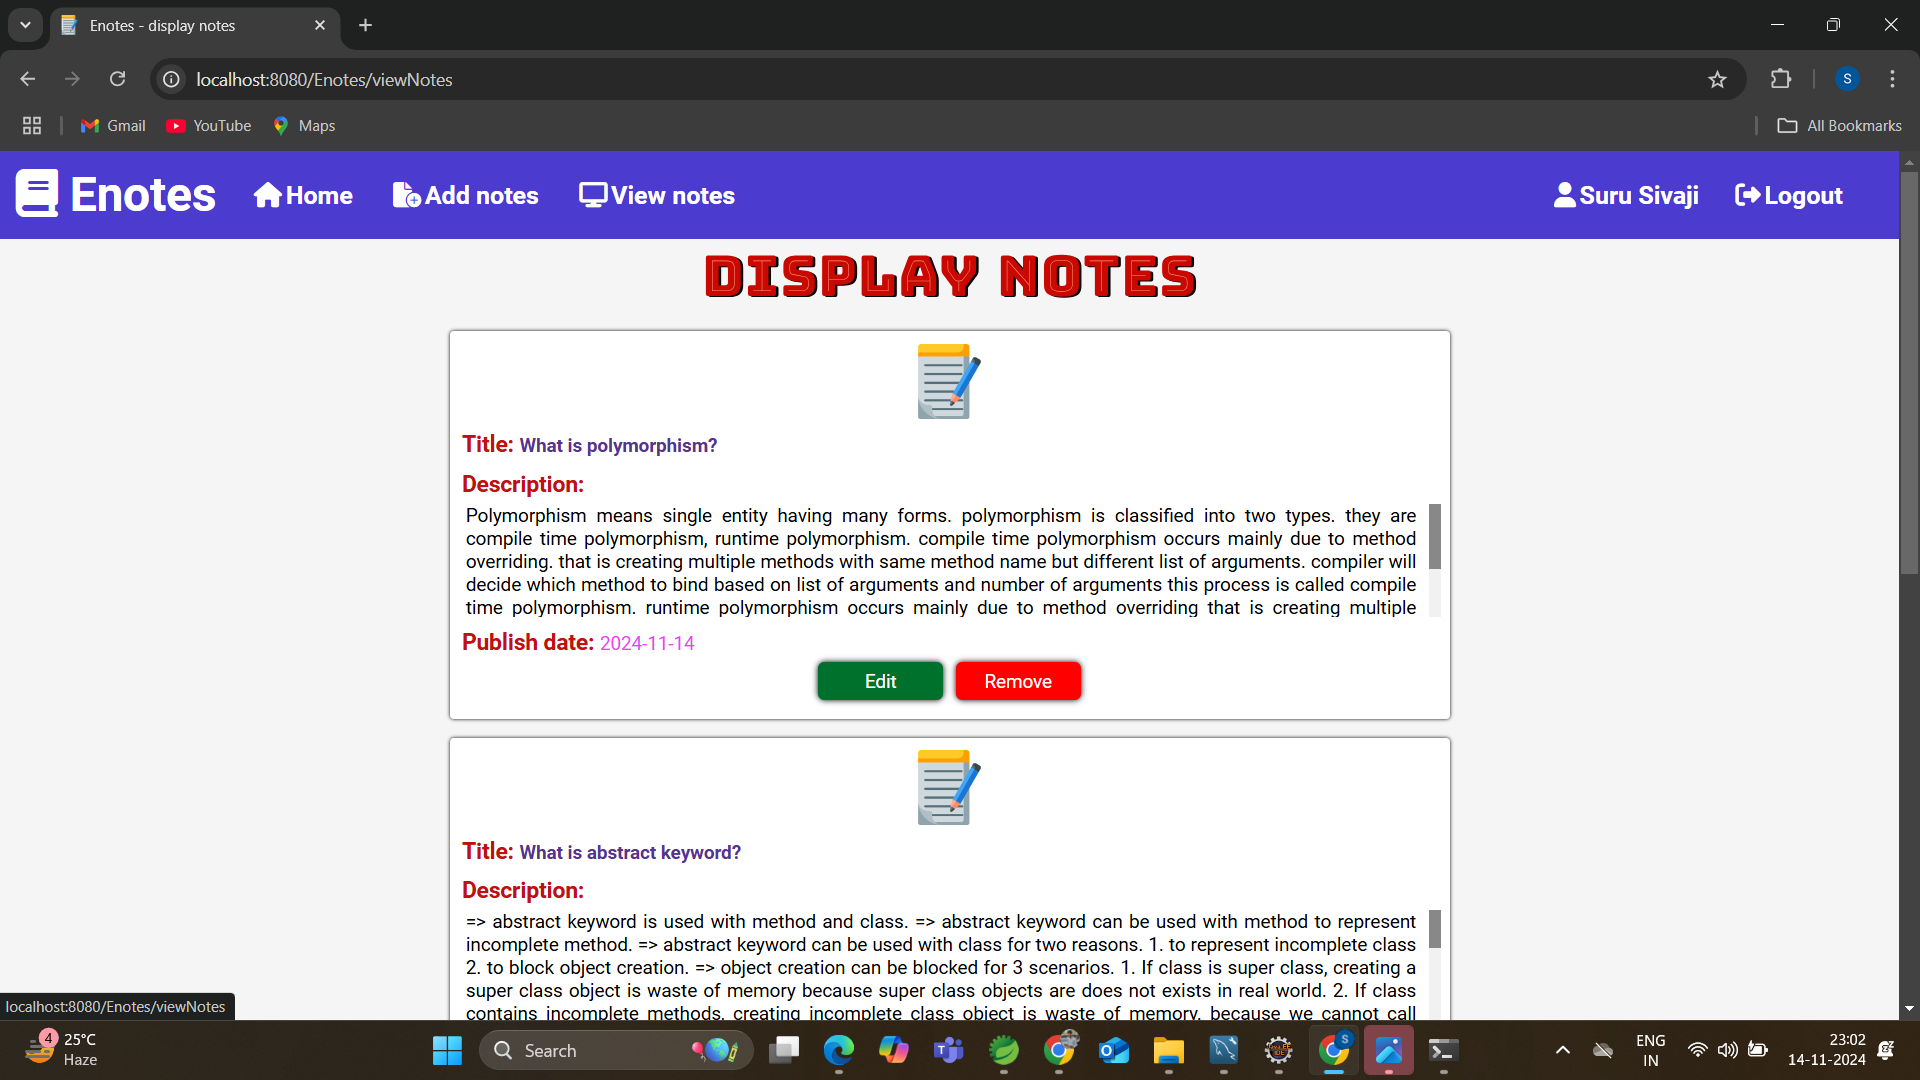 Enotes - display notes
localhost:8080/Enotes/viewNotes
S
Gmail
YouTube
Maps
All Bookmarks
Enotes
Home
Add notes
View notes
Suru Sivaji
Logout
DISPLAY NOTES
Title: What is polymorphism?
Description:
Polymorphism means single entity having many forms. polymorphism is classified into two types. they are
compile time polymorphism, runtime polymorphism. compile time polymorphism occurs mainly due to method
overriding. that is creating multiple methods with same method name but different list of arguments. compiler will
decide which method to bind based on list of arguments and number of arguments this process is called compile
time polymorphism. runtime polymorphism occurs mainly due to method overriding that is creating multiple
Publish date: 2024-11-14
Edit
Remove
Title: What is abstract keyword?
Description:
=> abstract keyword is used with method and class. => abstract keyword can be used with method to represent
incomplete method. => abstract keyword can be used with class for two reasons. 1. to represent incomplete class
2. to block object creation. => object creation can be blocked for 3 scenarios. 1. If class is super class, creating a
super class object is waste of memory because super class objects are does not exists in real world. 2. If class
contains incomplete methods, creating incomplete class object is waste of memory. because we cannot call
localhost:8080/Enotes/viewNotes
4
25°C
Haze
Search
S
ENG
IN
23:02
14-11-2024